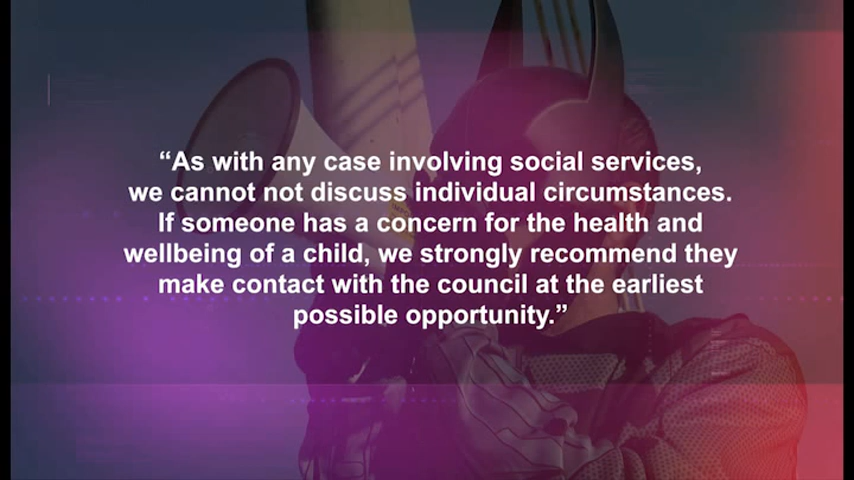 “As with any case involving social services,
we cannot not discuss individual circumstances.
If someone has a concern for the health and
wellbeing of a child, we strongly recommend they
make contact with the council at the earliest
possible opportunity.”